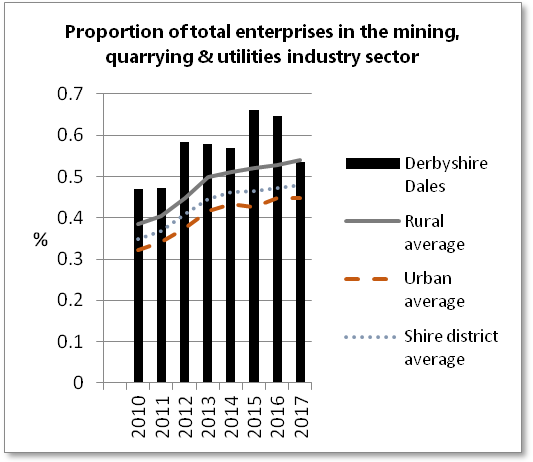 Proportion of total enterprises in the mining,
quarrying & utilities industry sector
0.7
0.6
0.5
0.4
0.3
0.2
0.1
0
%
2010
2011
2012
2013
2014
2015
2016
2017
Derbyshire
Dales
Rural
average
Urban
average
Shire district
average